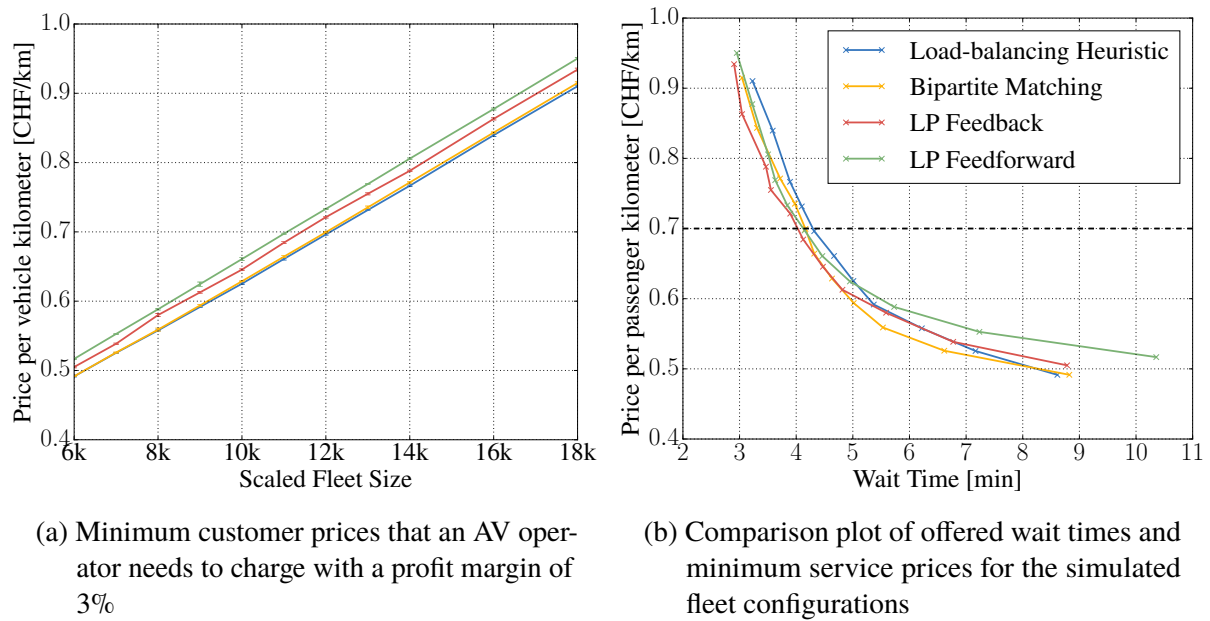 1.0
0.9
0.8
0.7
0.6
0.5
0.4
Price per vehicle kilometer [CHF/km]
6k 8k 10k 12k 14k 16k 18k
Scaled Fleet Size
(a) Minimum customer prices that an AV oper-
ator needs to charge with a profit margin of
3%
1.0
0.9
0.8
0.7
0.6
0.5
0.4
Price per passenger kilometer [CHF/km]
Load-balancing Heuristic
Bipartite Matching
LP Feedback
LP Feedforward
2 3 4 5 6 7 8 9 10 11
Wait Time [min]
(b) Comparison plot of offered wait times and
minimum service prices for the simulated
fleet configurations